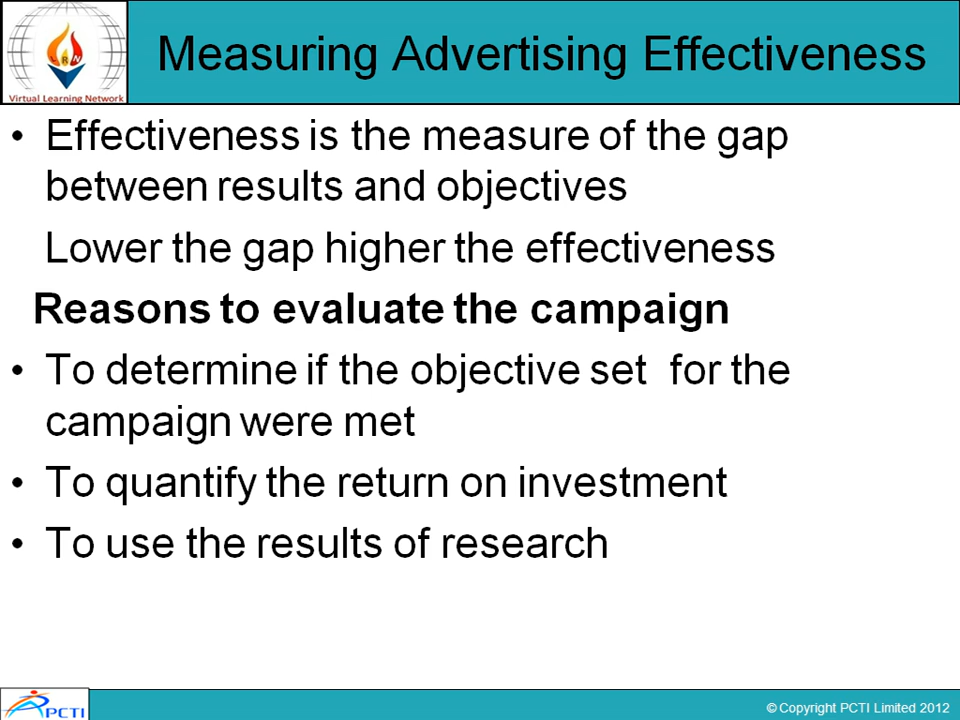 Measuring Advertising Effectiveness
BRW
Virtual Learning Network
• Effectiveness is the measure of the gap
between results and objectives
Lower the gap higher the effectiveness
Reasons to evaluate the campaign
• To determine if the objective set  for the
campaign were met
• To quantify the return on investment
• To use the results of research
PCTI
© Copyright PCTI Limited 2012